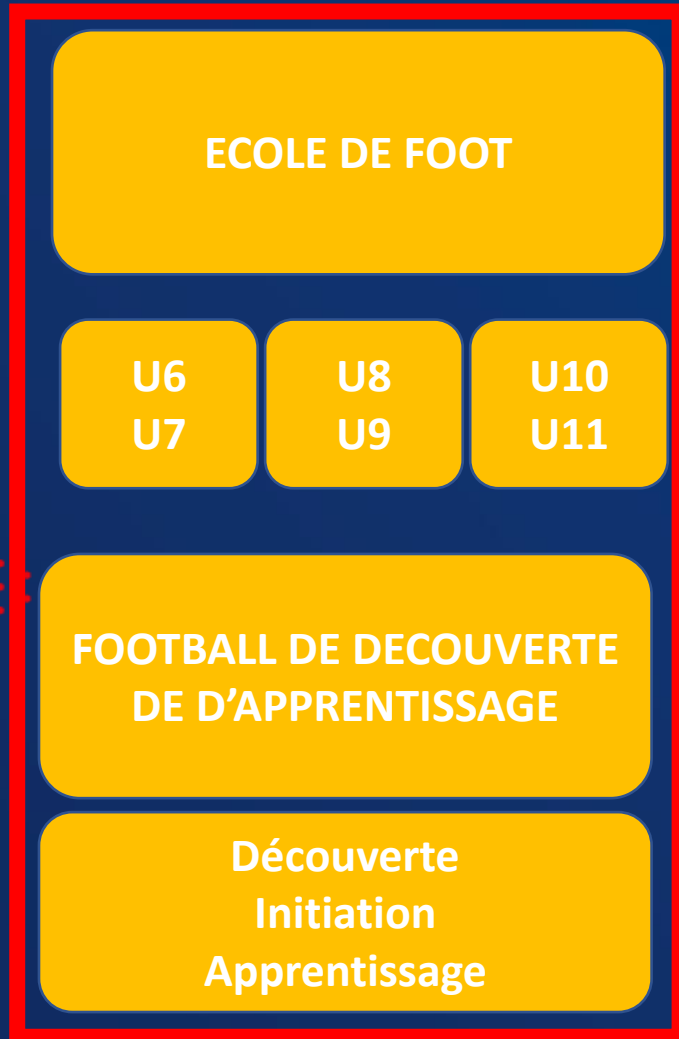 ECOLE DE FOOT
U6
U7
U8
U9
U10
U11
FOOTBALL DE DECOUVERTE
DE D’APPRENTISSAGE
Découverte
Initiation
Apprentissage